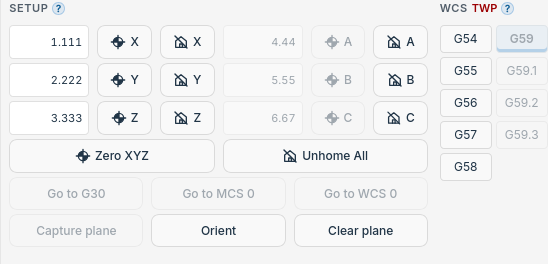 SETUP ? WCS TWP ?
1.111 X X 4.44 A A G54 G59
2.222 Y Y 5.55 B B G55 G59.1
3.333 Z Z 6.67 C C G56 G59.2
Zero XYZ Unhome All G57 G59.3
G58
Go to G30 Go to MCS 0 Go to WCS 0
Capture plane Orient Clear plane